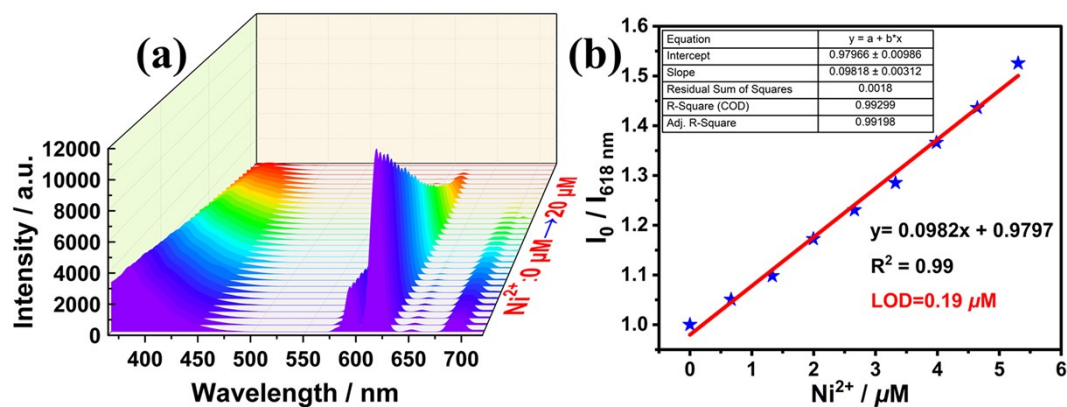 (a)
12000
10000
8000
6000
4000
2000
0
Intensity / a.u.
400 450 500 550 600 650 700
Wavelength / nm
Ni²⁺ :0 μM→20 μM
(b)
1.6
1.5
1.4
1.3
1.2
1.1
1.0
I₀ / I₆₁₈ ₙₘ
Equation y = a + b*x
Intercept 0.97966 ± 0.00986
Slope 0.09818 ± 0.00312
Residual Sum of Squares 0.0018
R-Square (COD) 0.99299
Adj. R-Square 0.99198
y= 0.0982x + 0.9797
R² = 0.99
LOD=0.19 μM
0 1 2 3 4 5 6
Ni²⁺ / μM